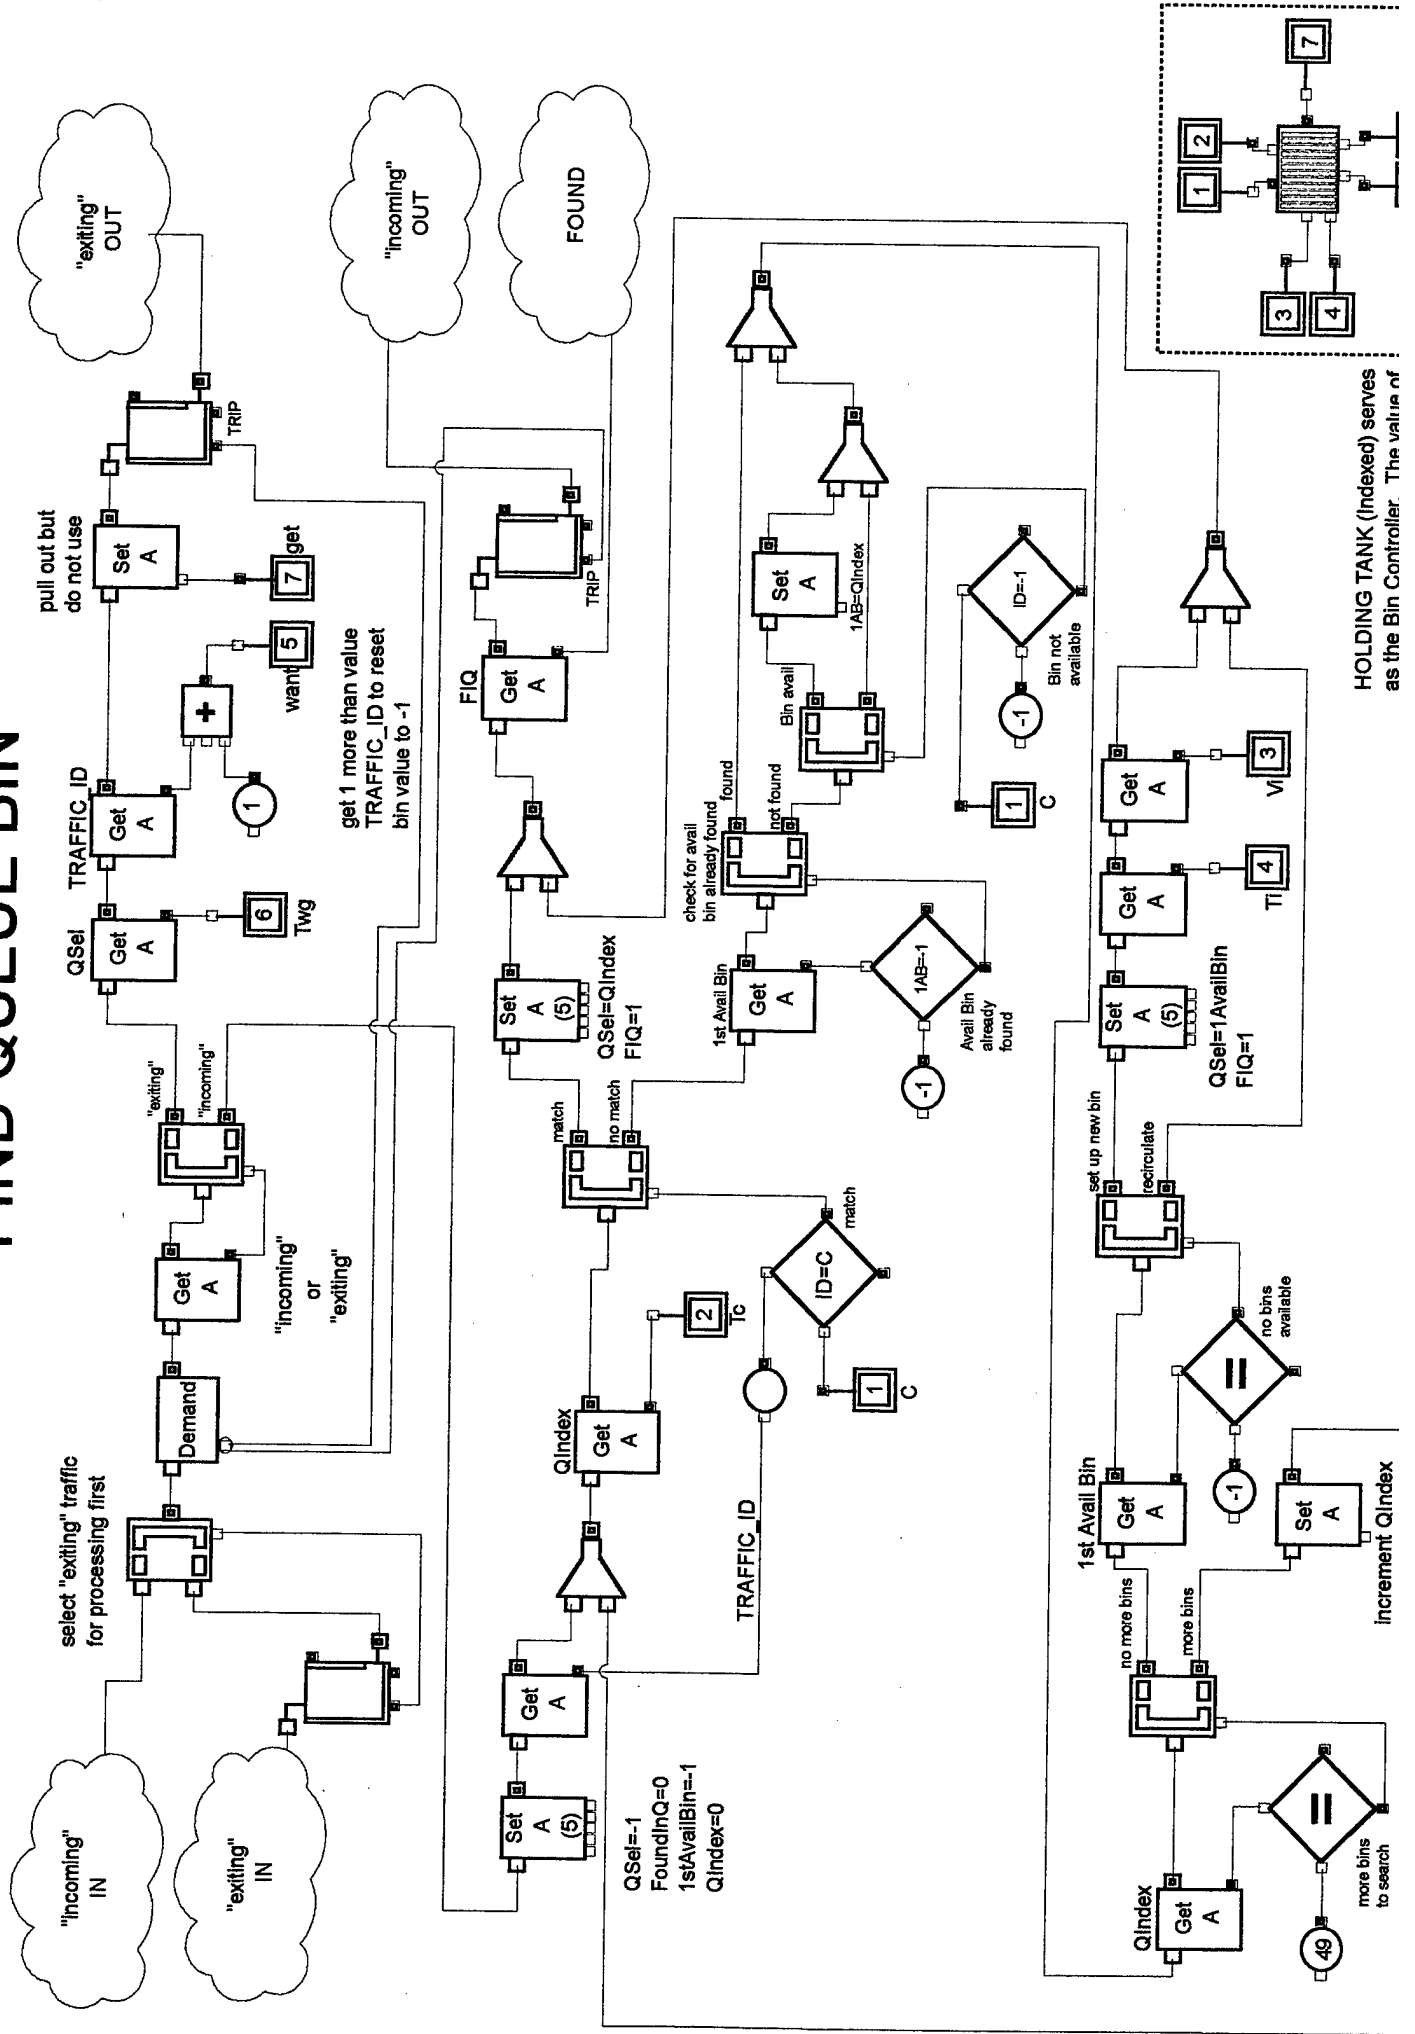 FIND QUEUE BIN
"incoming"
IN
"exiting"
IN
select "exiting" traffic
for processing first
Demand
Get
A
"incoming"
or
"exiting"
"exiting"
"incoming"
QSel
Get
A
6
Twg
TRAFFIC_ID
Get
A
1
+
5
want
get 1 more than value
TRAFFIC_ID to reset
bin value to -1
pull out but
do not use
Set
A
7
get
TRIP
"exiting"
OUT
Set
A
(5)
QSel=-1
FoundInQ=0
1stAvailBin=-1
QIndex=0
Get
A
TRAFFIC_ID
QIndex
Get
A
2
Tc
1
C
ID=C
match
match
no match
Set
A
(5)
QSel=QIndex
FIQ=1
FIQ
Get
A
TRIP
"incoming"
OUT
FOUND
1st Avail Bin
Get
A
-1
1AB=-1
Avail Bin
already
found
check for avail
bin already found
found
not found
Bin avail
Set
A
1AB=QIndex
1
C
-1
ID=-1
Bin not
available
QIndex
Get
A
49
=
more bins
to search
no more bins
more bins
1st Avail Bin
Get
A
Set
A
increment QIndex
-1
=
no bins
available
set up new bin
recirculate
Set
A
(5)
QSel=1AvailBin
FIQ=1
Get
A
4
Ti
Get
A
3
Vi
HOLDING TANK (Indexed) serves
as the Bin Controller. The value of
1
2
3
4
7